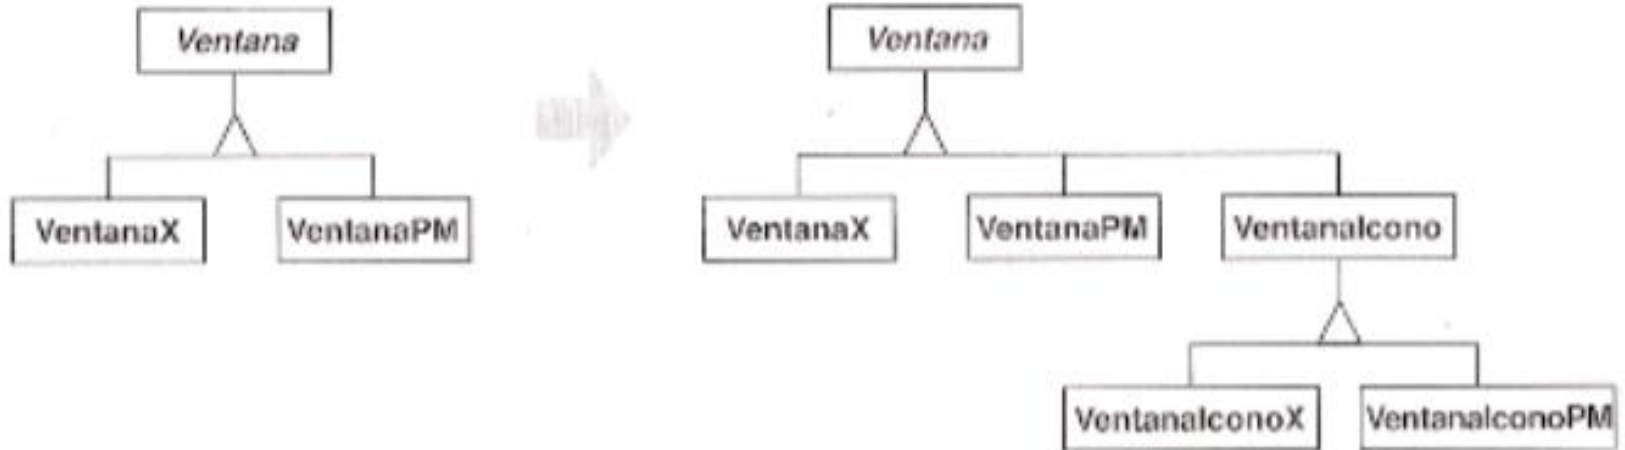 Ventana
VentanaX
VentanaPM
Ventana
VentanaX
VentanaPM
VentanaIcono
VentanaIconoX
VentanaIconoPM